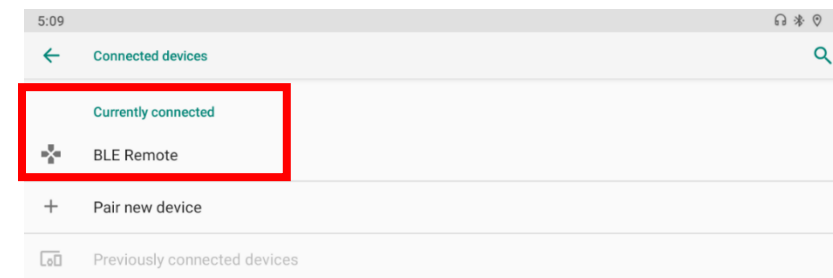 5:09
Connected devices
Currently connected
BLE Remote
Pair new device
Previously connected devices